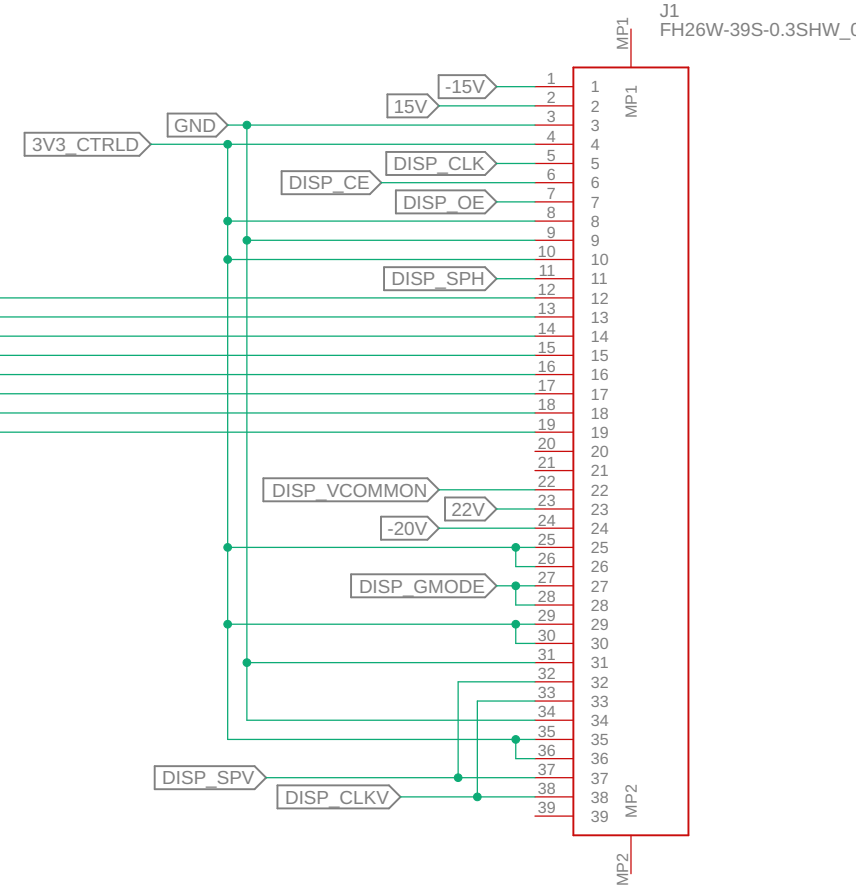 J1
FH26W-39S-0.3SHW_0
MP1
MP1
-15V 1 1
15V 2 2
GND 3 3
3V3_CTRLD 4 4
DISP_CLK 5 5
DISP_CE 6 6
DISP_OE 7 7
8 8
9 9
10 10
DISP_SPH 11 11
12 12
13 13
14 14
15 15
16 16
17 17
18 18
19 19
20 20
21 21
DISP_VCOMMON 22 22
22V 23 23
-20V 24 24
25 25
26 26
DISP_GMODE 27 27
28 28
29 29
30 30
31 31
32 32
33 33
34 34
35 35
36 36
DISP_SPV 37 37
DISP_CLKV 38 38
39 39
MP2
MP2